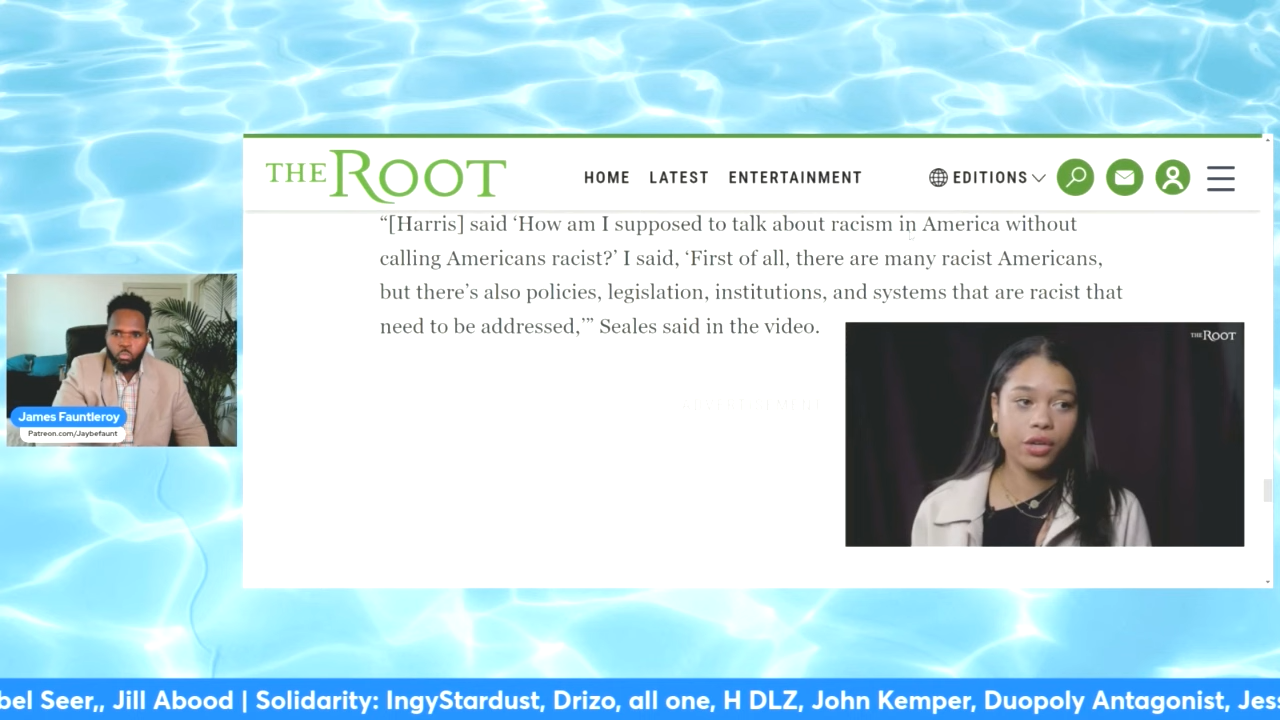 THE ROOT
HOME LATEST ENTERTAINMENT EDITIONS
“[Harris] said ‘How am I supposed to talk about racism in America without
calling Americans racist?’ I said, ‘First of all, there are many racist Americans,
but there’s also policies, legislation, institutions, and systems that are racist that
need to be addressed,’” Seales said in the video.
THE ROOT
James Fauntleroy
Patreon.com/Jaybefaunt
bel Seer,, Jill Abood | Solidarity: IngyStardust, Drizo, all one, H DLZ, John Kemper, Duopoly Antagonist, Jess